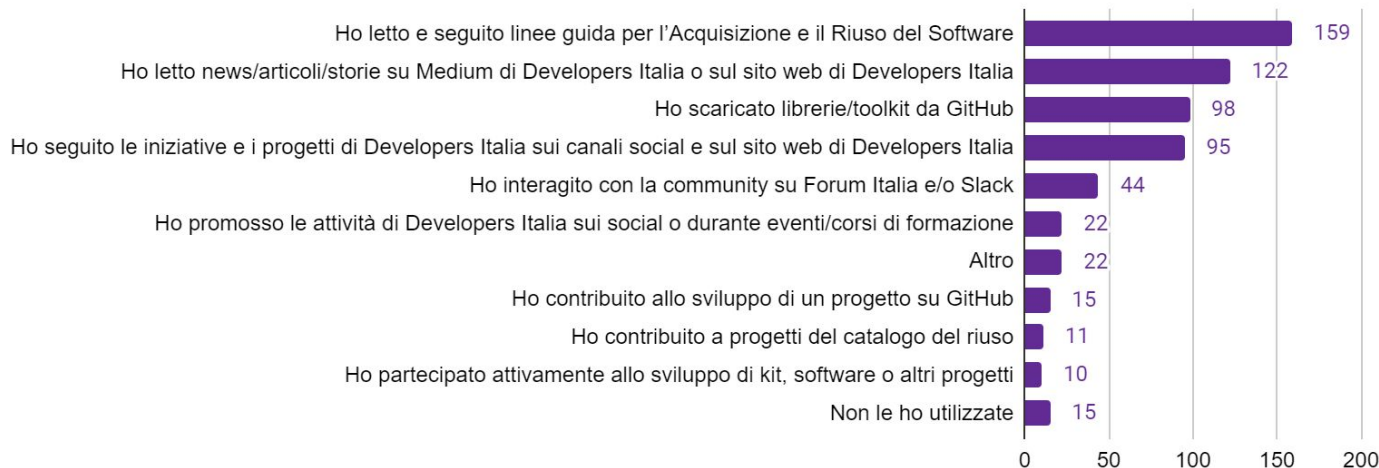 Ho letto e seguito linee guida per l’Acquisizione e il Riuso del Software 159
Ho letto news/articoli/storie su Medium di Developers Italia o sul sito web di Developers Italia 122
Ho scaricato librerie/toolkit da GitHub 98
Ho seguito le iniziative e i progetti di Developers Italia sui canali social e sul sito web di Developers Italia 95
Ho interagito con la community su Forum Italia e/o Slack 44
Ho promosso le attività di Developers Italia sui social o durante eventi/corsi di formazione 22
Altro 22
Ho contribuito allo sviluppo di un progetto su GitHub 15
Ho contribuito a progetti del catalogo del riuso 11
Ho partecipato attivamente allo sviluppo di kit, software o altri progetti 10
Non le ho utilizzate 15
0 50 100 150 200